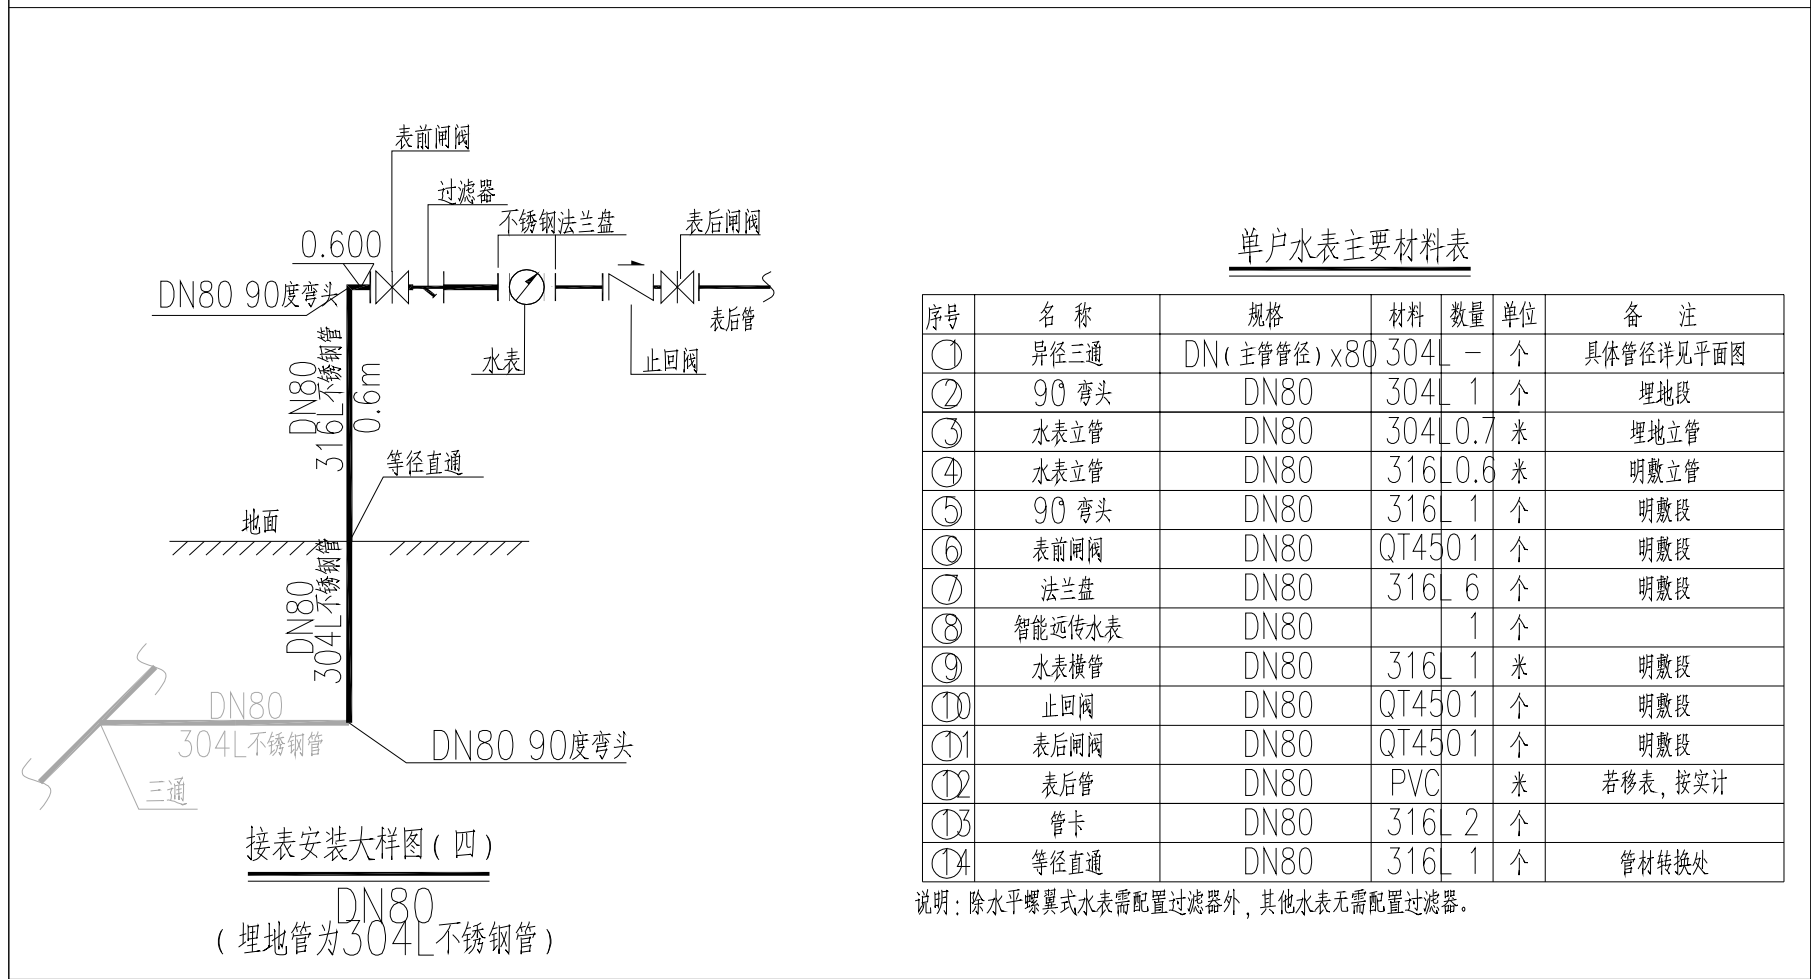 表前闸阀
过滤器
不锈钢法兰盘
表后闸阀
0.600
DN80 90度弯头
表后管
水表
止回阀
DN80
316L不锈钢管
0.6m
等径直通
地面
DN80
304L不锈钢管
DN80
304L不锈钢管
三通
DN80 90度弯头
接表安装大样图(四)
DN80
(埋地管为304L不锈钢管)
单户水表主要材料表
序号 名 称 规格 材料 数量 单位 备 注
① 异径三通 DN(主管管径)x80 304L - 个 具体管径详见平面图
② 90°弯头 DN80 304L 1 个 埋地段
③ 水表立管 DN80 304L 0.7 米 埋地立管
④ 水表立管 DN80 316L 0.6 米 明敷立管
⑤ 90°弯头 DN80 316L 1 个 明敷段
⑥ 表前闸阀 DN80 QT450 1 个 明敷段
⑦ 法兰盘 DN80 316L 6 个 明敷段
⑧ 智能远传水表 DN80 1 个
⑨ 水表横管 DN80 316L 1 米 明敷段
⑩ 止回阀 DN80 QT450 1 个 明敷段
⑪ 表后闸阀 DN80 QT450 1 个 明敷段
⑫ 表后管 DN80 PVC 米 若移表,按实计
⑬ 管卡 DN80 316L 2 个
⑭ 等径直通 DN80 316L 1 个 管材转换处
说明:除水平螺翼式水表需配置过滤器外,其他水表无需配置过滤器。